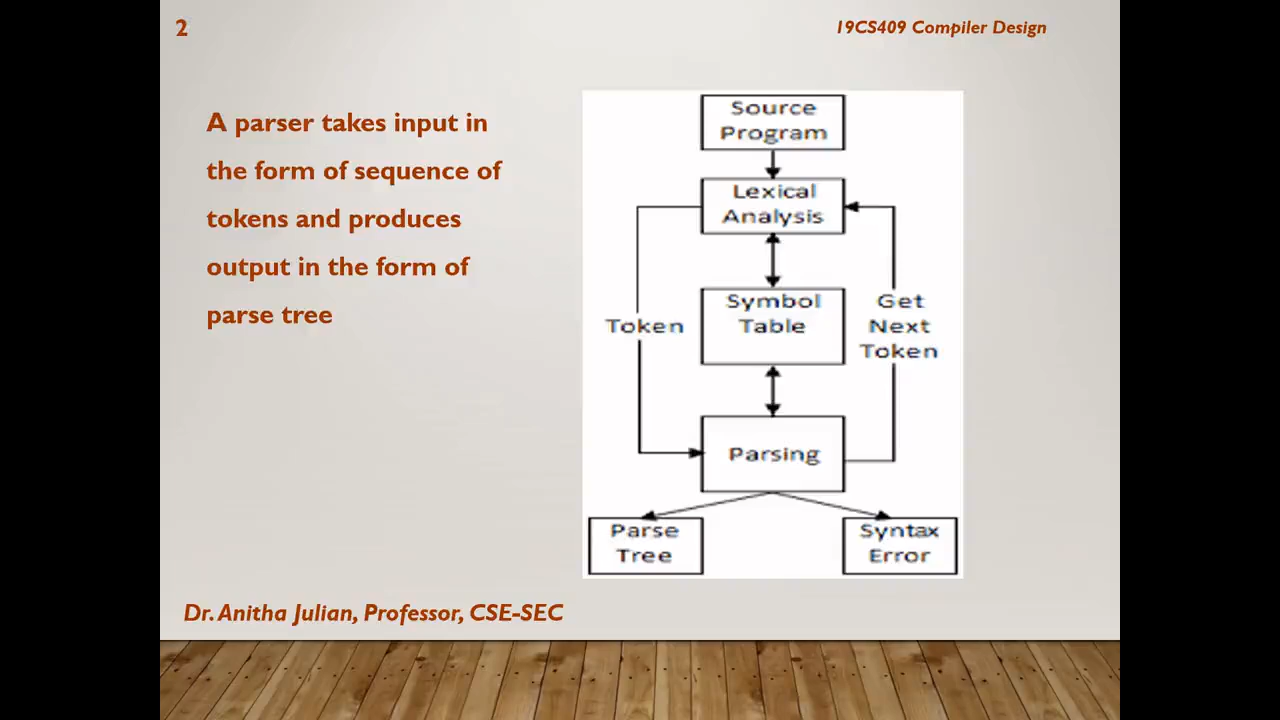 2
19CS409 Compiler Design
A parser takes input in
the form of sequence of
tokens and produces
output in the form of
parse tree
Source
Program
Lexical
Analysis
Symbol
Table
Token
Get
Next
Token
Parsing
Parse
Tree
Syntax
Error
Dr. Anitha Julian, Professor, CSE-SEC